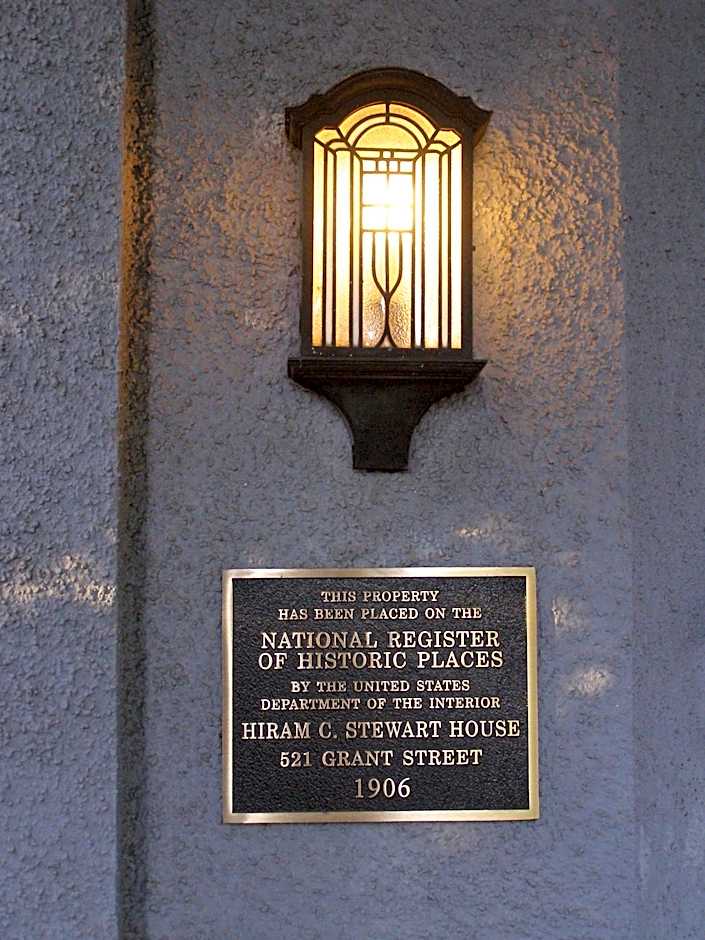 THIS PROPERTY
HAS BEEN PLACED ON THE
NATIONAL REGISTER
OF HISTORIC PLACES
BY THE UNITED STATES
DEPARTMENT OF THE INTERIOR
HIRAM C. STEWART HOUSE
521 GRANT STREET
1906